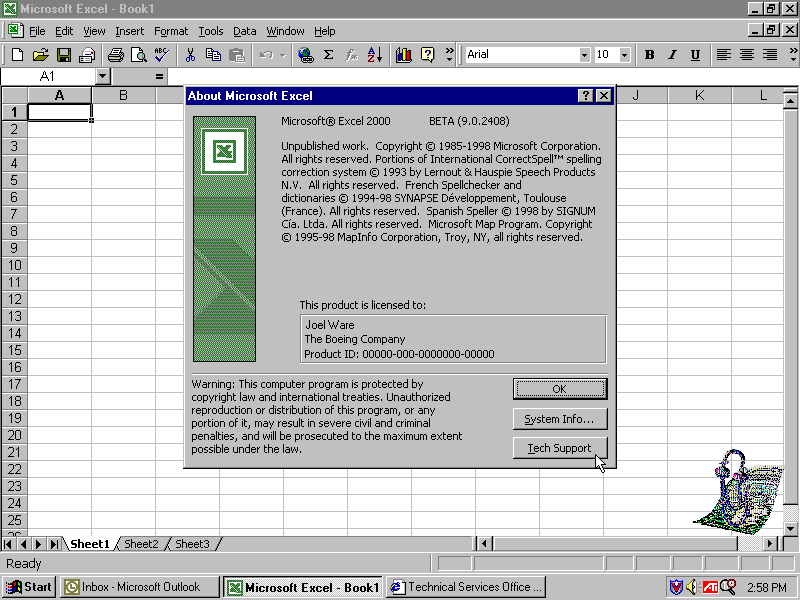 Microsoft Excel - Book1
File Edit View Insert Format Tools Data Window Help
Arial 10 B I U
A1 =
A B J K L
1
2
3
4
5
6
7
8
9
10
11
12
13
14
15
16
17
18
19
20
21
22
23
24
25
About Microsoft Excel
Microsoft® Excel 2000 BETA (9.0.2408)
Unpublished work. Copyright © 1985-1998 Microsoft Corporation.
All rights reserved. Portions of International CorrectSpell™ spelling
correction system © 1993 by Lernout & Hauspie Speech Products
N.V. All rights reserved. French Spellchecker and
dictionaries © 1994-98 SYNAPSE Développement, Toulouse
(France). All rights reserved. Spanish Speller © 1998 by SIGNUM
Cía. Ltda. All rights reserved. Microsoft Map Program. Copyright
© 1995-98 MapInfo Corporation, Troy, NY, all rights reserved.
This product is licensed to:
Joel Ware
The Boeing Company
Product ID: 00000-000-0000000-00000
Warning: This computer program is protected by
copyright law and international treaties. Unauthorized
reproduction or distribution of this program, or any
portion of it, may result in severe civil and criminal
penalties, and will be prosecuted to the maximum extent
possible under the law.
OK
System Info...
Tech Support
Sheet1 Sheet2 Sheet3
Ready
Start Inbox - Microsoft Outlook Microsoft Excel - Book1 Technical Services Office ... 2:58 PM